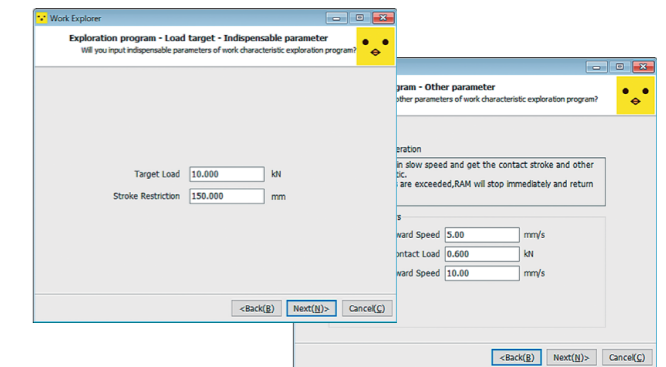 Work Explorer
Exploration program - Load target - Indispensable parameter
Will you input indispensable parameters of work characteristic exploration program?
Target Load 10.000 kN
Stroke Restriction 150.000 mm
<Back(B) Next(N)> Cancel(C)
gram - Other parameter
other parameters of work characteristic exploration program?
eration
in slow speed and get the contact stroke and other
tic.
are exceeded,RAM will stop immediately and return
rs
ward Speed 5.00 mm/s
ontact Load 0.600 kN
ward Speed 10.00 mm/s
<Back(B) Next(N)> Cancel(C)